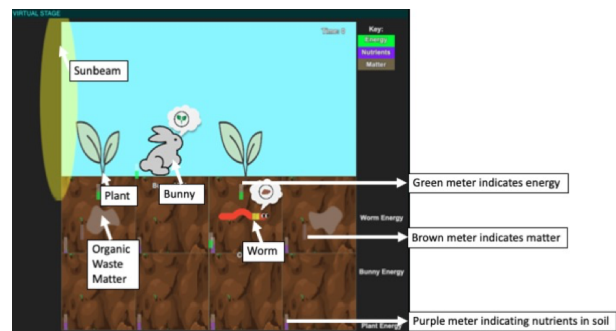 VIRTUAL STAGE
Time 0
Key:
Energy
Nutrients
Matter
Sunbeam
Plant
Bunny
Green meter indicates energy
Worm Energy
Organic
Waste
Matter
Worm
Brown meter indicates matter
Bunny Energy
Plant Energy
Purple meter indicating nutrients in soil